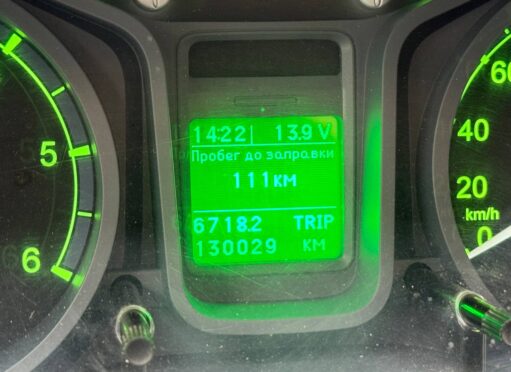 14:22 13.9 V
Пробег до заправки
111км
6718.2 TRIP
130029 КМ
5
6
60
40
20
km/h
0